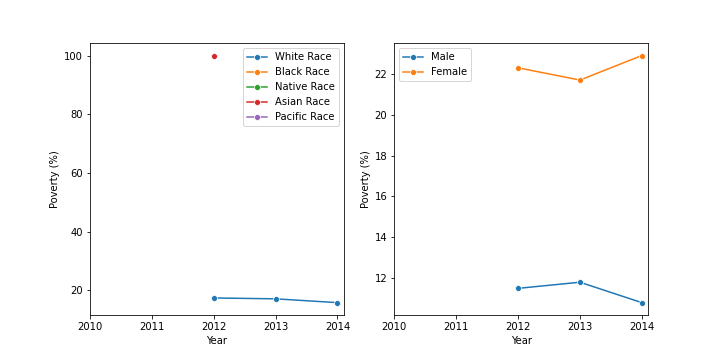 100
80
60
40
20
Poverty (%)
2010 2011 2012 2013 2014
Year
White Race
Black Race
Native Race
Asian Race
Pacific Race
22
20
18
16
14
12
Poverty (%)
2010 2011 2012 2013 2014
Year
Male
Female